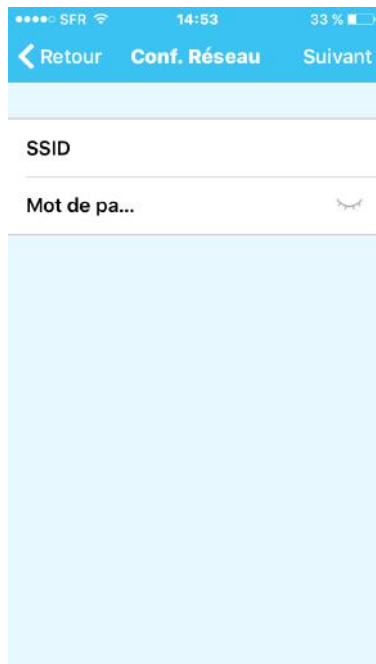 SFR 14:53 33 %
Retour Conf. Réseau Suivant
SSID
Mot de pa...